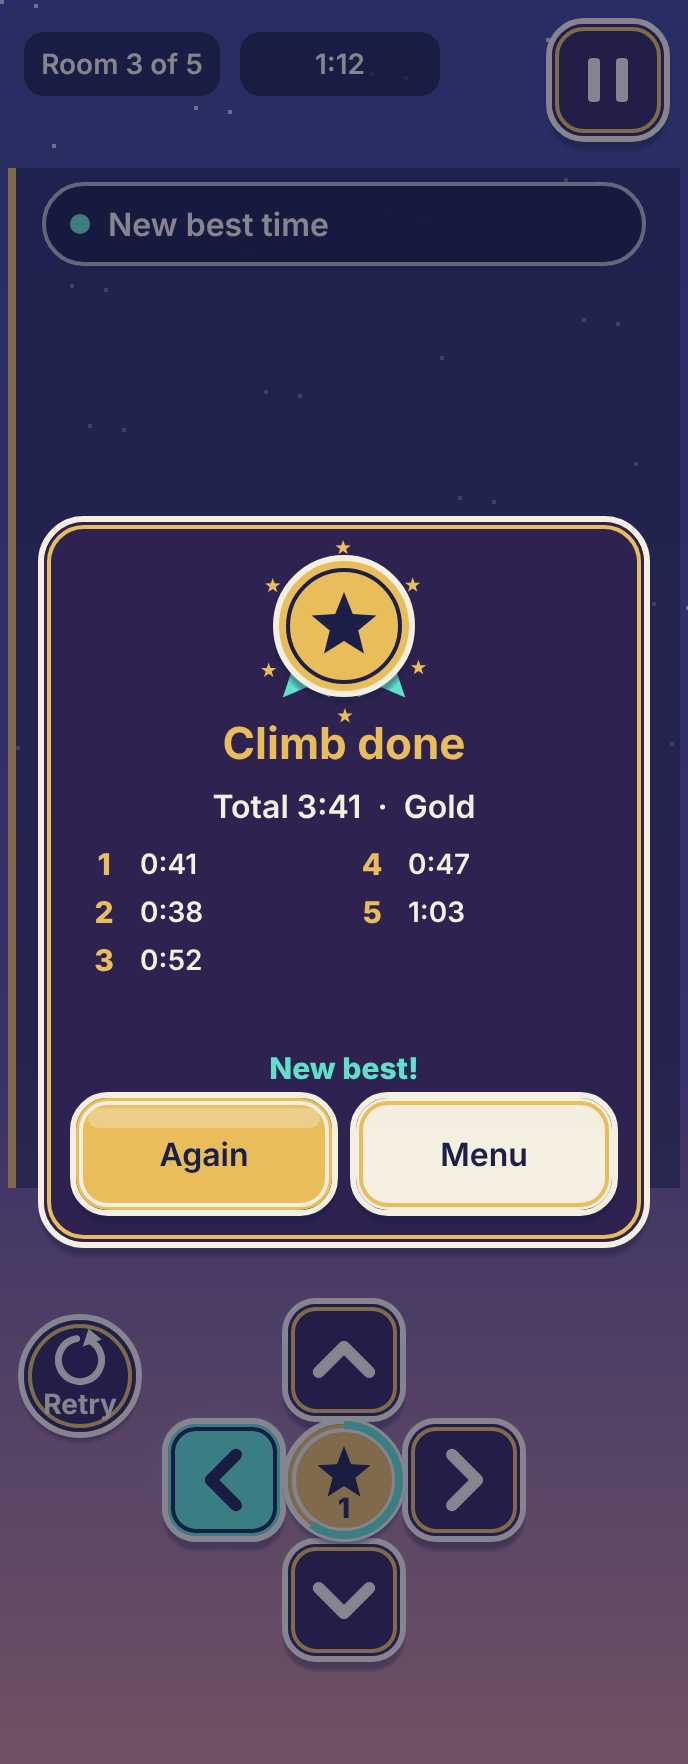 Room 3 of 5
1:12
New best time
Climb done
Total 3:41 · Gold
1 0:41
2 0:38
3 0:52
4 0:47
5 1:03
New best!
Again
Menu
Retry
1